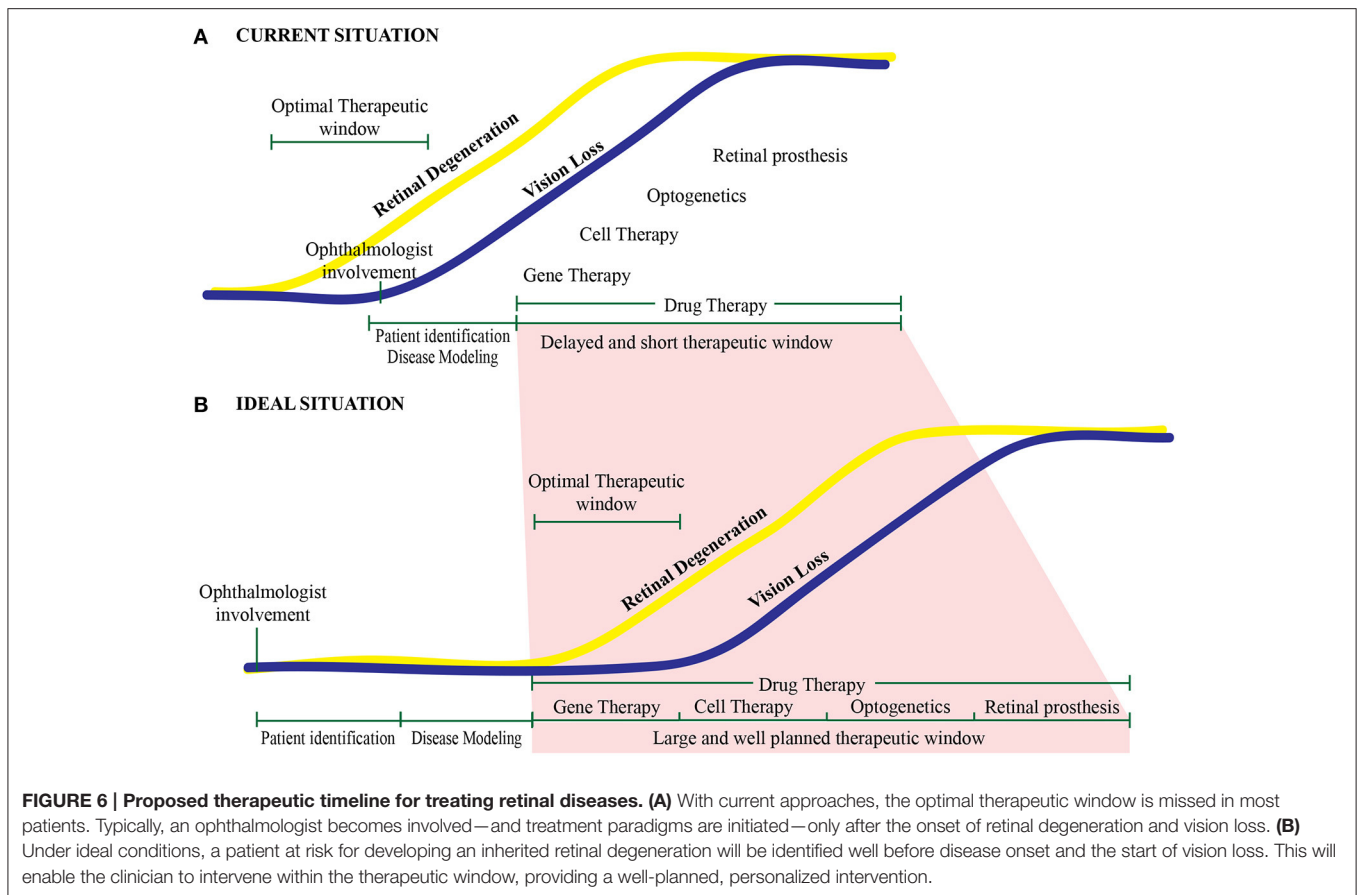 A CURRENT SITUATION
Optimal Therapeutic
window
Retinal Degeneration
Vision Loss
Retinal prosthesis
Optogenetics
Cell Therapy
Ophthalmologist
involvement
Gene Therapy
Drug Therapy
Patient identification
Disease Modeling
Delayed and short therapeutic window
B IDEAL SITUATION
Optimal Therapeutic
window
Retinal Degeneration
Vision Loss
Ophthalmologist
involvement
Drug Therapy
Gene Therapy Cell Therapy Optogenetics Retinal prosthesis
Patient identification Disease Modeling Large and well planned therapeutic window
FIGURE 6 | Proposed therapeutic timeline for treating retinal diseases. (A) With current approaches, the optimal therapeutic window is missed in most
patients. Typically, an ophthalmologist becomes involved—and treatment paradigms are initiated—only after the onset of retinal degeneration and vision loss. (B)
Under ideal conditions, a patient at risk for developing an inherited retinal degeneration will be identified well before disease onset and the start of vision loss. This will
enable the clinician to intervene within the therapeutic window, providing a well-planned, personalized intervention.